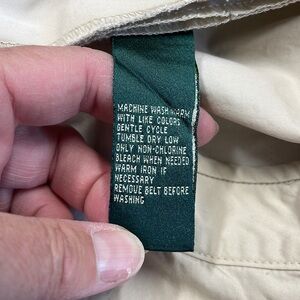 MACHINE WASH WARM
WITH LIKE COLORS
GENTLE CYCLE
TUMBLE DRY LOW
ONLY NON-CHLORINE
BLEACH WHEN NEEDED
WARM IRON IF
NECESSARY
REMOVE BELT BEFORE
WASHING